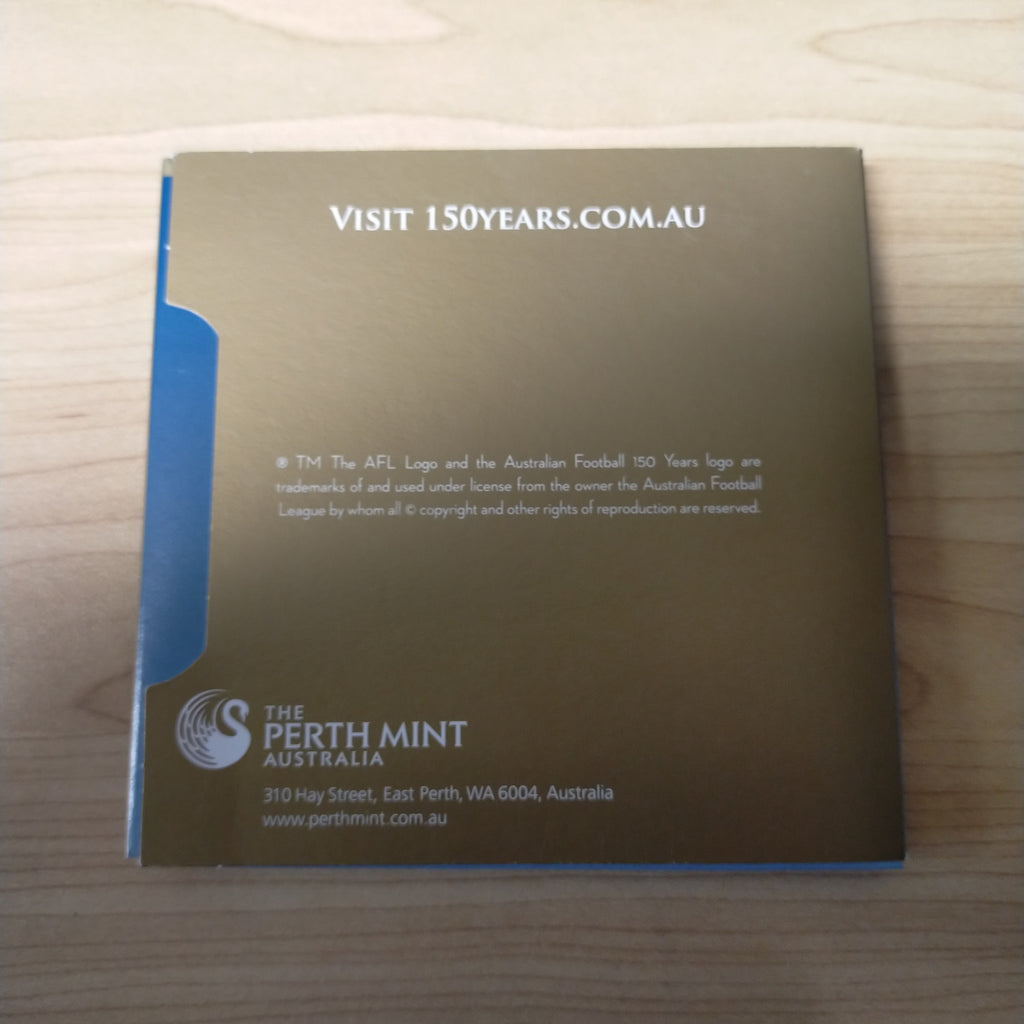 VISIT 150YEARS.COM.AU
® TM The AFL Logo and the Australian Football 150 Years logo are
trademarks of and used under license from the owner the Australian Football
League by whom all © copyright and other rights of reproduction are reserved.
THE
PERTH MINT
AUSTRALIA
310 Hay Street, East Perth, WA 6004, Australia
www.perthmint.com.au